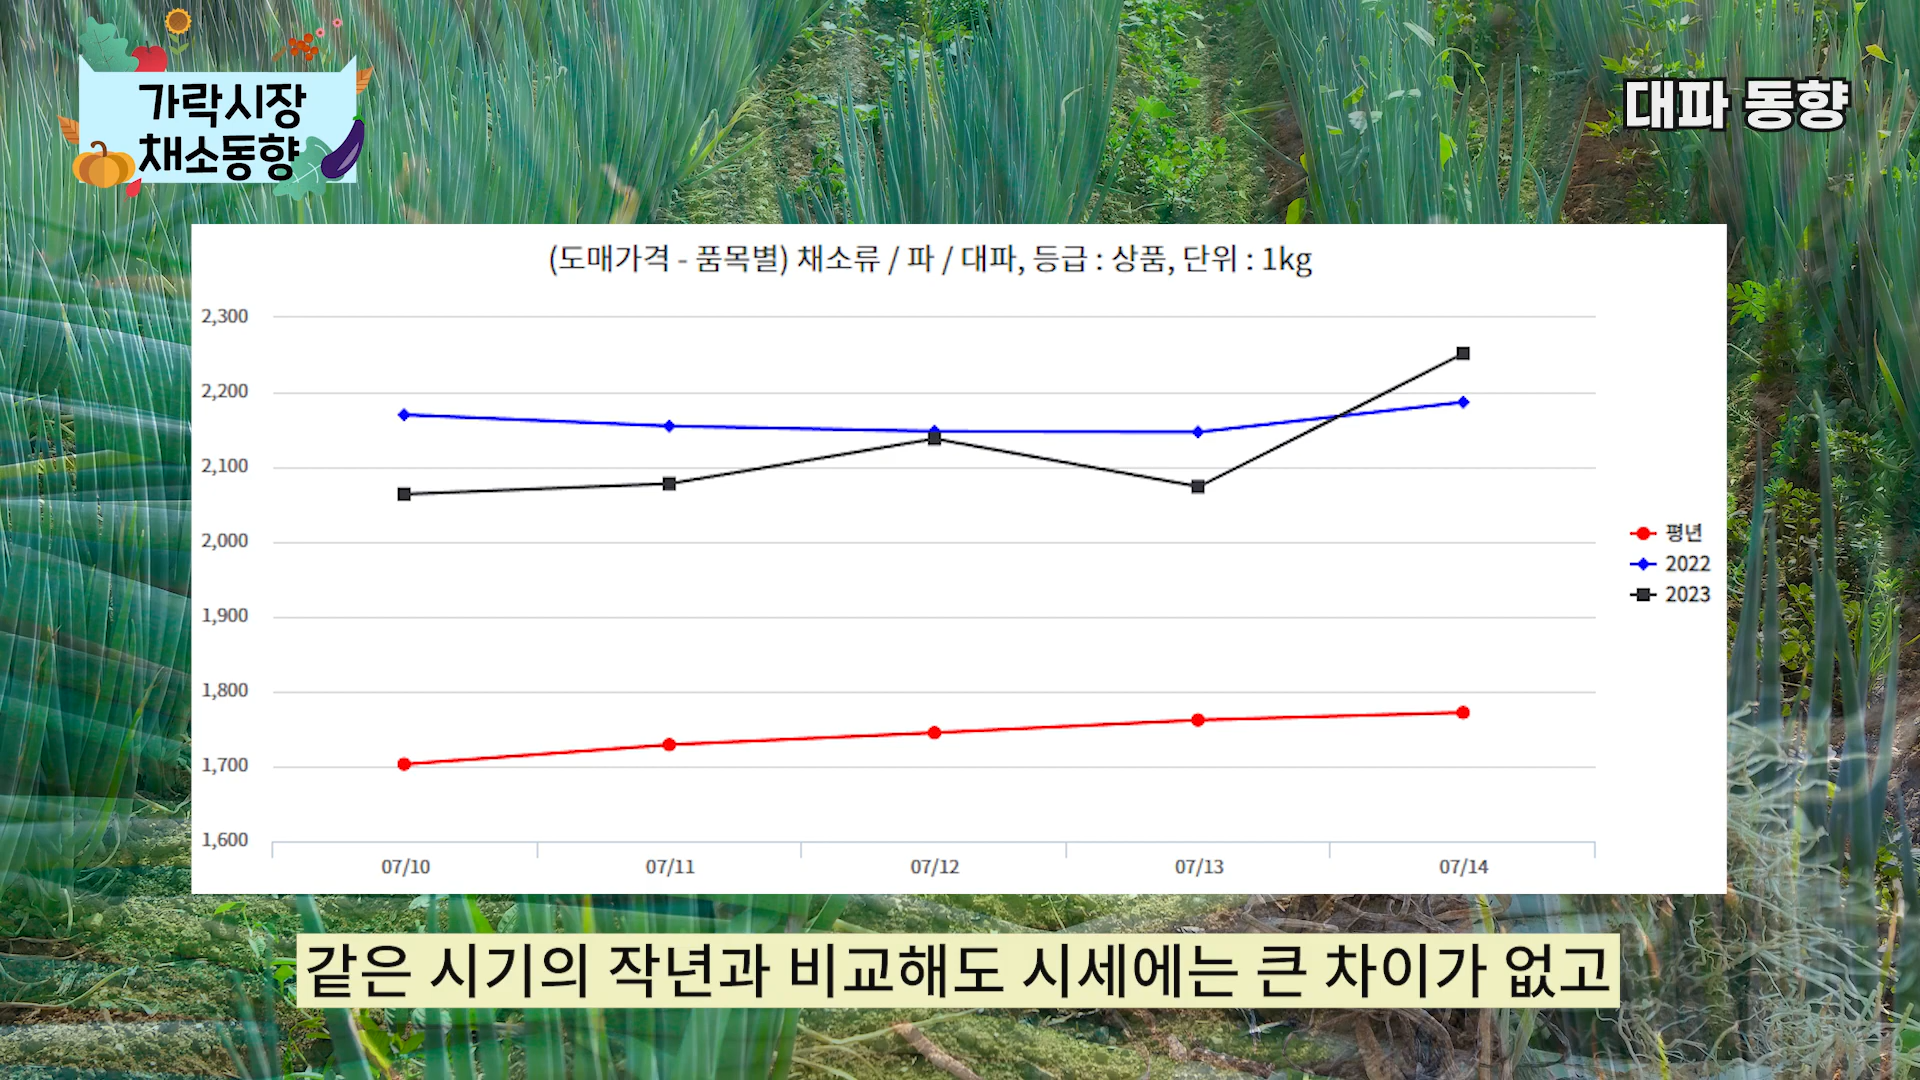 가락시장
채소동향
대파 동향
(도매가격 - 품목별) 채소류 / 파 / 대파, 등급 : 상품, 단위 : 1kg
2,300
2,200
2,100
2,000
1,900
1,800
1,700
1,600
07/10 07/11 07/12 07/13 07/14
평년
2022
2023
같은 시기의 작년과 비교해도 시세에는 큰 차이가 없고